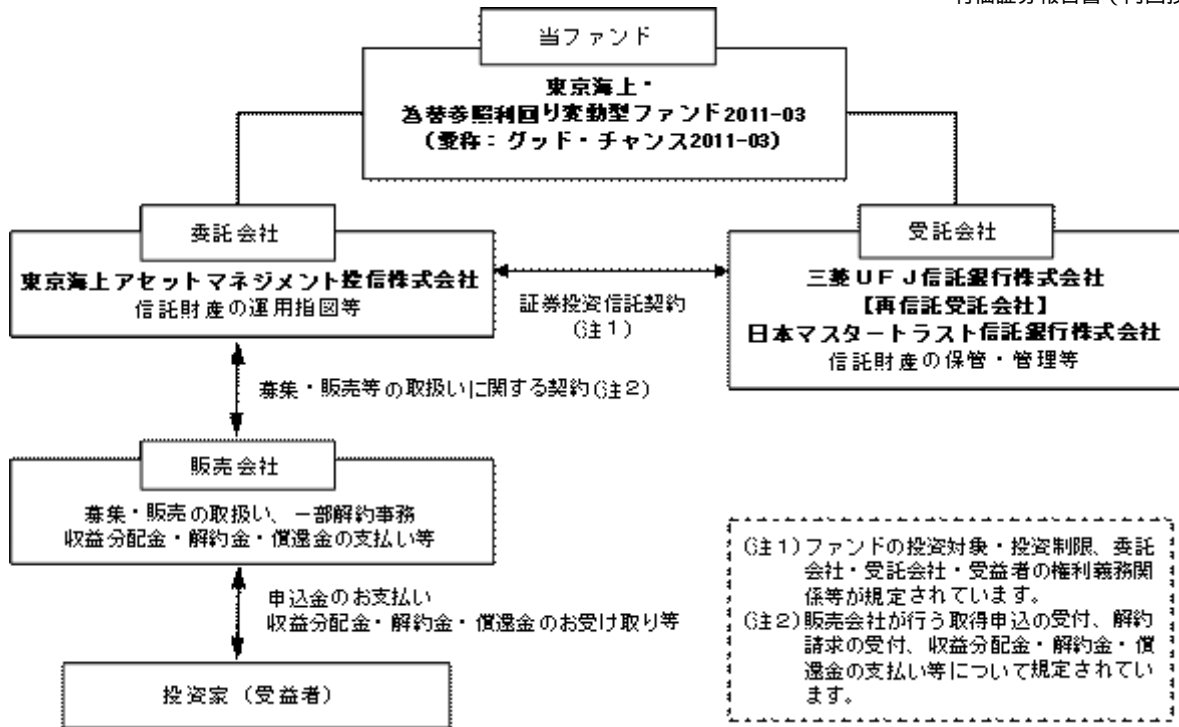 当ファンド
東京海上・
為替参照利回り変動型ファンド2011-03
（愛称：グッド・チャンス2011-03）
委託会社
東京海上アセットマネジメント投信株式会社
信託財産の運用指図等
証券投資信託契約
(注1)
受託会社
三菱UFJ信託銀行株式会社
【再信託受託会社】
日本マスタートラスト信託銀行株式会社
信託財産の保管・管理等
募集・販売等の取扱いに関する契約(注2)
販売会社
募集・販売の取扱い、一部解約事務
収益分配金・解約金・償還金の支払い等
申込金のお支払い
収益分配金・解約金・償還金のお受け取り等
投資家（受益者）
(注1)ファンドの投資対象・投資制限、委託
会社・受託会社・受益者の権利義務関
係等が規定されています。
(注2)販売会社が行う取得申込の受付、解約
請求の受付、収益分配金・解約金・償
還金の支払い等について規定されてい
ます。